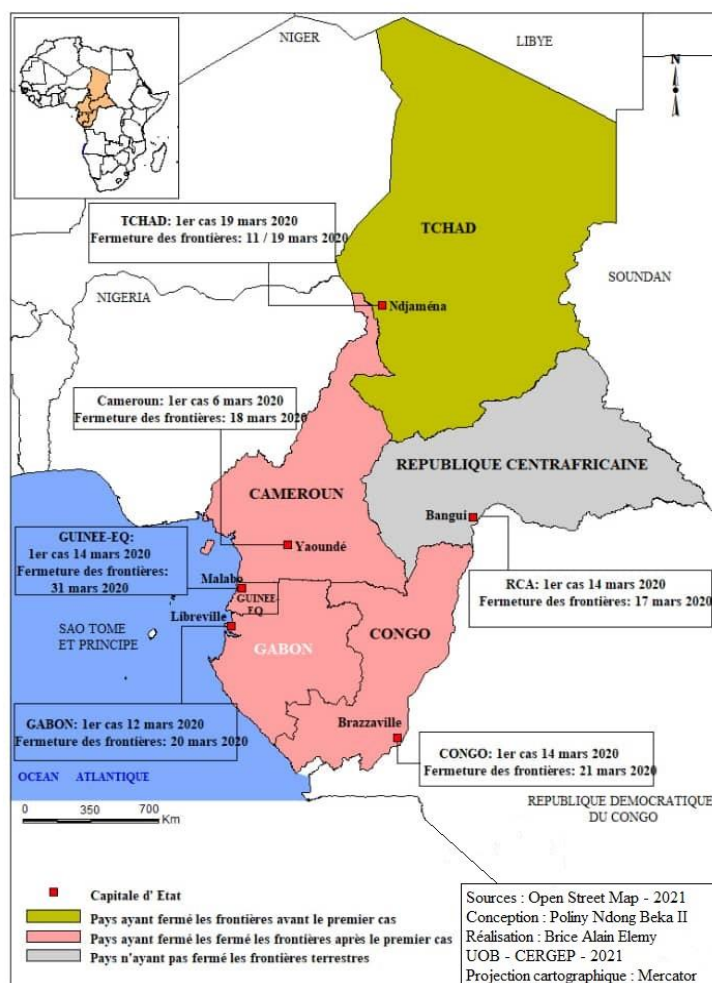 NIGER
LIBYE
N
TCHAD: 1er cas 19 mars 2020
Fermeture des frontières: 11 / 19 mars 2020
TCHAD
SOUNDAN
NIGERIA
Ndjaména
Cameroun: 1er cas 6 mars 2020
Fermeture des frontières: 18 mars 2020
REPUBLIQUE CENTRAFRICAINE
CAMEROUN
Bangui
GUINEE-EQ:
1er cas 14 mars 2020
Fermeture des frontières:
31 mars 2020
Yaoundé
Malabo
RCA: 1er cas 14 mars 2020
Fermeture des frontières: 17 mars 2020
GUINEE-
EQ
Libreville
SAO TOME
ET PRINCIPE
CONGO
GABON
GABON: 1er cas 12 mars 2020
Fermeture des frontières: 20 mars 2020
Brazzaville
CONGO: 1er cas 14 mars 2020
Fermeture des frontières: 21 mars 2020
OCEAN ATLANTIQUE
REPUBLIQUE DEMOCRATIQUE
DU CONGO
0 350 700
Km
Capitale d' Etat
Pays ayant fermé les frontières avant le premier cas
Pays ayant fermé les fermé les frontières après le premier cas
Pays n'ayant pas fermé les frontières terrestres
Sources : Open Street Map - 2021
Conception : Poliny Ndong Beka II
Réalisation : Brice Alain Elemy
UOB - CERGEP - 2021
Projection cartographique : Mercator